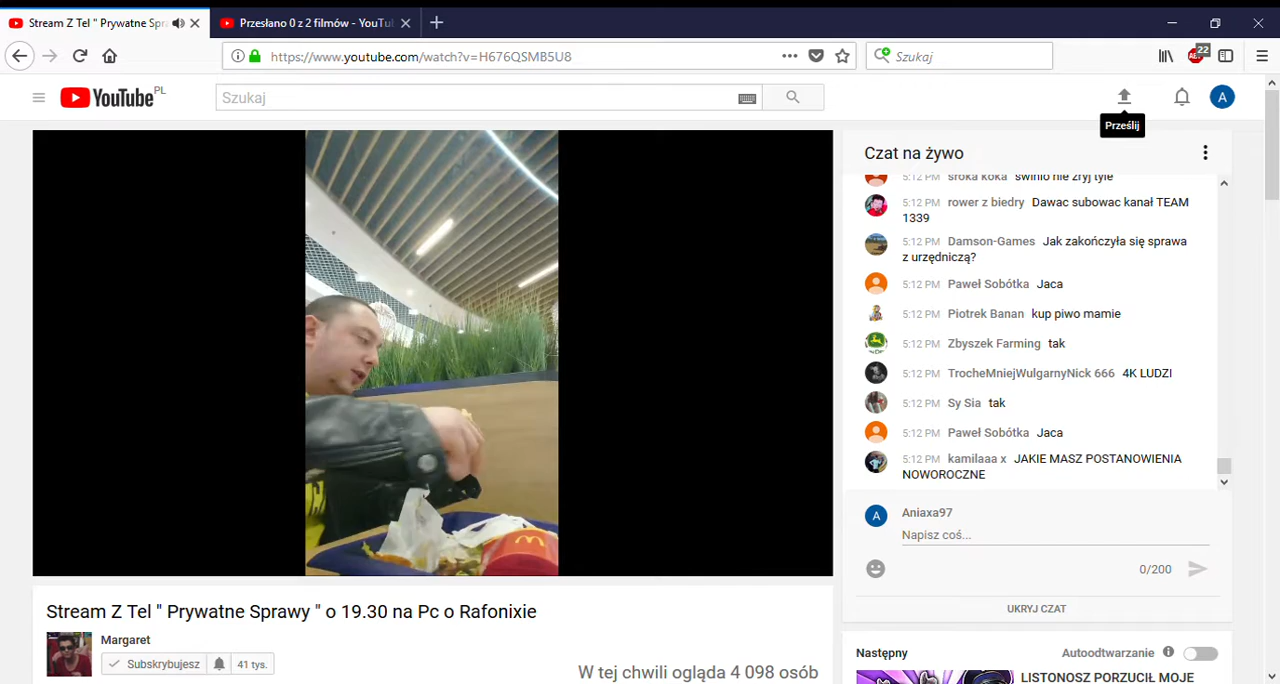 Stream Z Tel " Prywatne Spra
Przesłano 0 z 2 filmów - YouTu
https://www.youtube.com/watch?v=H676QSMB5U8
Szukaj
22
YouTube PL
Szukaj
A
Prześlij
Czat na żywo
5:12 PM sroka koka swinio nie zryj tyle
5:12 PM rower z biedry Dawac subowac kanał TEAM
1339
5:12 PM Damson-Games Jak zakończyła się sprawa
z urzędniczą?
5:12 PM Paweł Sobótka Jaca
5:12 PM Piotrek Banan kup piwo mamie
5:12 PM Zbyszek Farming tak
5:12 PM TrocheMniejWulgarnyNick 666 4K LUDZI
5:12 PM Sy Sia tak
5:12 PM Paweł Sobótka Jaca
5:12 PM kamilaaa x JAKIE MASZ POSTANOWIENIA
NOWOROCZNE
A Aniaxa97
Napisz coś...
0/200
UKRYJ CZAT
Stream Z Tel " Prywatne Sprawy " o 19.30 na Pc o Rafonixie
Margaret
Subskrybujesz 41 tys.
W tej chwili ogląda 4 098 osób
Następny
Autoodtwarzanie
LISTONOSZ PORZUCIŁ MOJE